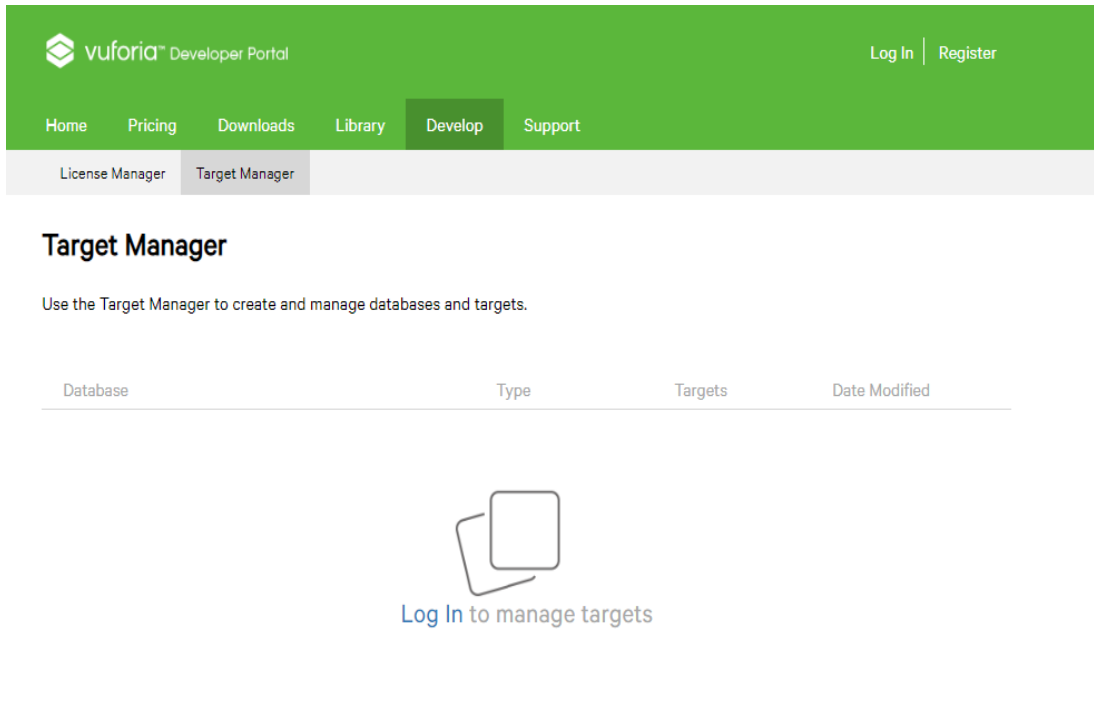 vuforia™ Developer Portal
Log In | Register
Home Pricing Downloads Library Develop Support
License Manager Target Manager
Target Manager
Use the Target Manager to create and manage databases and targets.
Database Type Targets Date Modified
Log In to manage targets